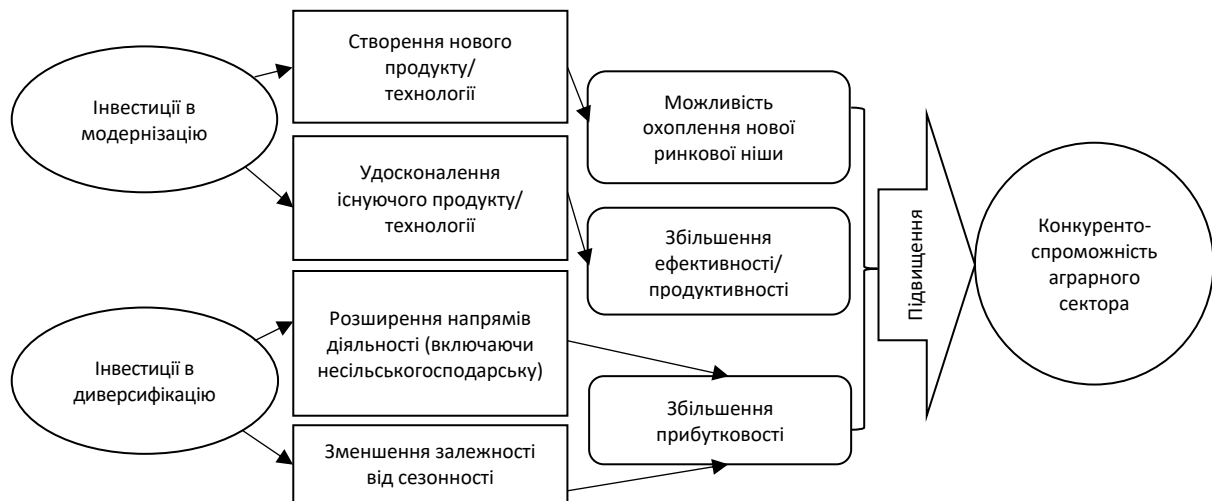 Інвестиції в
модернізацію
Створення нового
продукту/
технології
Удосконалення
існуючого продукту/
технології
Можливість
охоплення нової
ринкової ніши
Збільшення
ефективності/
продуктивності
Інвестиції в
диверсифікацію
Розширення напрямів
діяльності (включаючи
несільськогосподарську)
Зменшення залежності
від сезонності
Збільшення
прибутковості
Підвищення
Конкуренто-
спроможність
аграрного
сектора